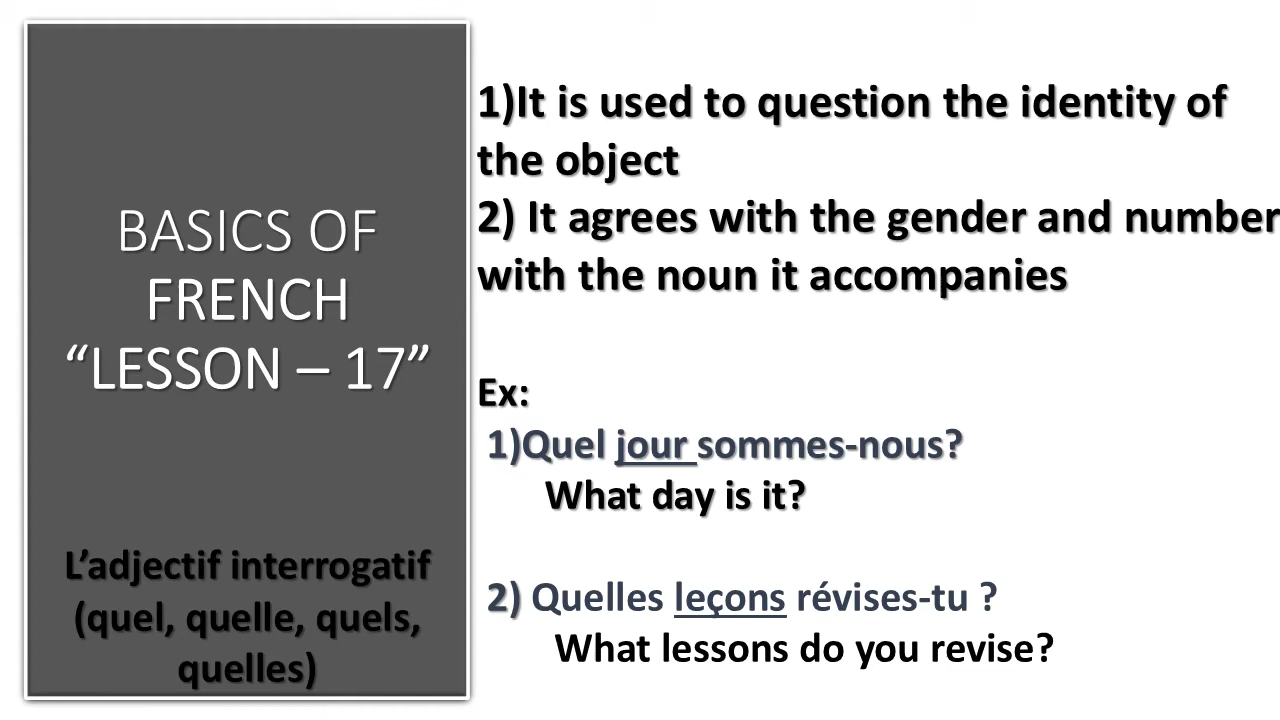 BASICS OF
FRENCH
“LESSON – 17”
L’adjectif interrogatif
(quel, quelle, quels,
quelles)
1)It is used to question the identity of
the object
2) It agrees with the gender and number
with the noun it accompanies
Ex:
1)Quel jour sommes-nous?
What day is it?
2) Quelles leçons révises-tu ?
What lessons do you revise?